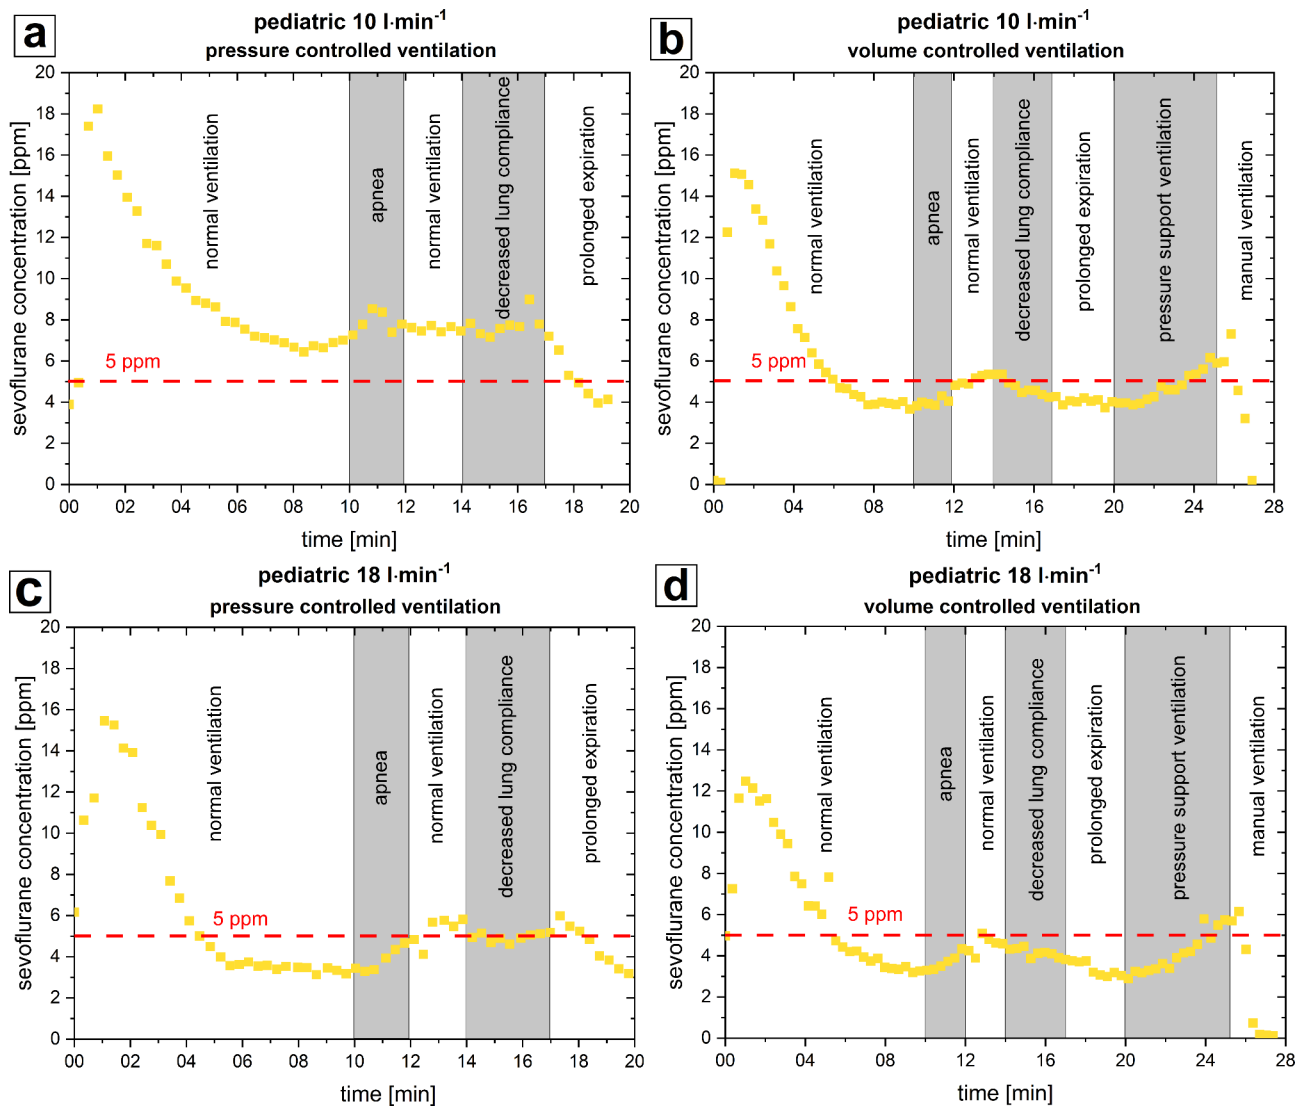 a
pediatric 10 l·min⁻¹
pressure controlled ventilation
sevoflurane concentration [ppm]
20
18
16
14
12
10
8
6
4
2
0
normal ventilation
apnea
normal ventilation
decreased lung compliance
prolonged expiration
5 ppm
00 02 04 06 08 10 12 14 16 18 20
time [min]
b
pediatric 10 l·min⁻¹
volume controlled ventilation
sevoflurane concentration [ppm]
20
18
16
14
12
10
8
6
4
2
0
normal ventilation
apnea
normal ventilation
decreased lung compliance
prolonged expiration
pressure support ventilation
manual ventilation
5 ppm
00 04 08 12 16 20 24 28
time [min]
c
pediatric 18 l·min⁻¹
pressure controlled ventilation
sevoflurane concentration [ppm]
20
18
16
14
12
10
8
6
4
2
0
normal ventilation
apnea
normal ventilation
decreased lung compliance
prolonged expiration
5 ppm
00 02 04 06 08 10 12 14 16 18 20
time [min]
d
pediatric 18 l·min⁻¹
volume controlled ventilation
sevoflurane concentration [ppm]
20
18
16
14
12
10
8
6
4
2
0
normal ventilation
apnea
normal ventilation
decreased lung compliance
prolonged expiration
pressure support ventilation
manual ventilation
5 ppm
00 04 08 12 16 20 24 28
time [min]